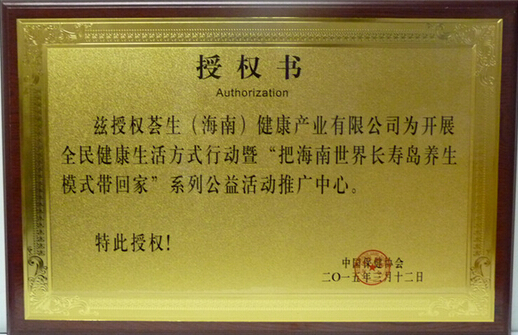 授权书
Authorization
兹授权荟生（海南）健康产业有限公司为开展
全民健康生活方式行动暨“把海南世界长寿岛养生
模式带回家”系列公益活动推广中心。
特此授权!
中国保健协会
二〇一五年三月十二日